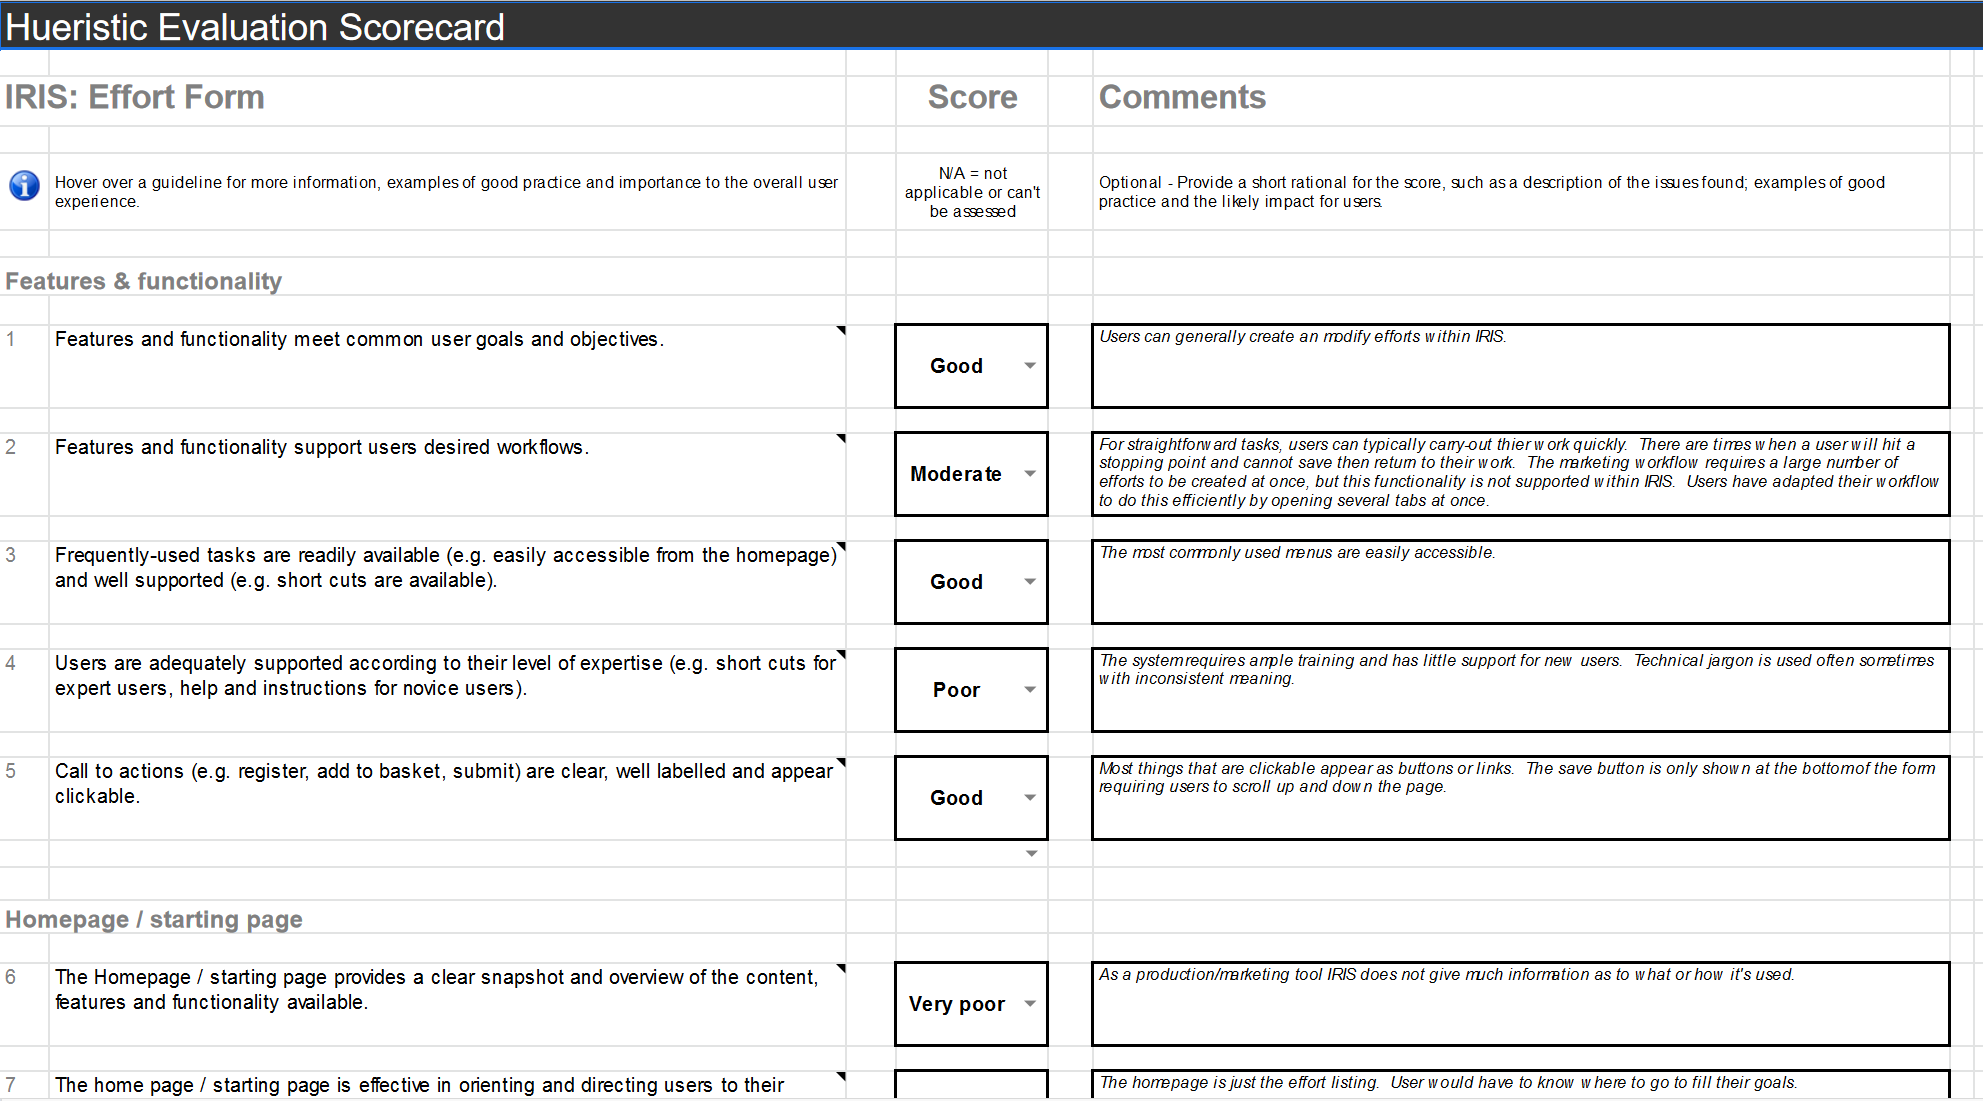 Hueristic Evaluation Scorecard
IRIS: Effort Form
Score
Comments
Hover over a guideline for more information, examples of good practice and importance to the overall user
experience.
N/A = not
applicable or can't
be assessed
Optional - Provide a short rational for the score, such as a description of the issues found; examples of good
practice and the likely impact for users.
Features & functionality
1
Features and functionality meet common user goals and objectives.
Good
Users can generally create an modify efforts within IRIS.
2
Features and functionality support users desired workflows.
Moderate
For straightforward tasks, users can typically carry-out thier work quickly. There are times when a user will hit a
stopping point and cannot save then return to their work. The marketing workflow requires a large number of
efforts to be created at once, but this functionality is not supported within IRIS. Users have adapted their workflow
to do this efficiently by opening several tabs at once.
3
Frequently-used tasks are readily available (e.g. easily accessible from the homepage)
and well supported (e.g. short cuts are available).
Good
The most commonly used menus are easily accessible.
4
Users are adequately supported according to their level of expertise (e.g. short cuts for
expert users, help and instructions for novice users).
Poor
The system requires ample training and has little support for new users. Technical jargon is used often sometimes
with inconsistent meaning.
5
Call to actions (e.g. register, add to basket, submit) are clear, well labelled and appear
clickable.
Good
Most things that are clickable appear as buttons or links. The save button is only shown at the bottom of the form
requiring users to scroll up and down the page.
Homepage / starting page
6
The Homepage / starting page provides a clear snapshot and overview of the content,
features and functionality available.
Very poor
As a production/marketing tool IRIS does not give much information as to what or how it's used.
7
The home page / starting page is effective in orienting and directing users to their
The homepage is just the effort listing. User would have to know where to go to fill their goals.